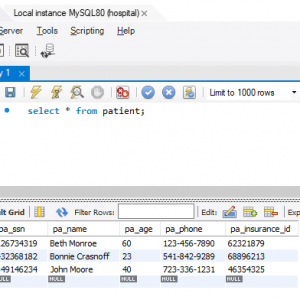 Local instance MySQL80 (hospital)
Server Tools Scripting Help
y 1
Limit to 1000 rows
select * from patient;
ult Grid Filter Rows: Edit: Exp
pa_ssn pa_name pa_age pa_phone pa_insurance_id
26734319 Beth Monroe 60 123-456-7890 62321879
32368182 Bonnie Crasnoff 23 541-842-9289 68896213
49146234 John Moore 40 723-336-1231 46354325
NULL NULL NULL NULL NULL